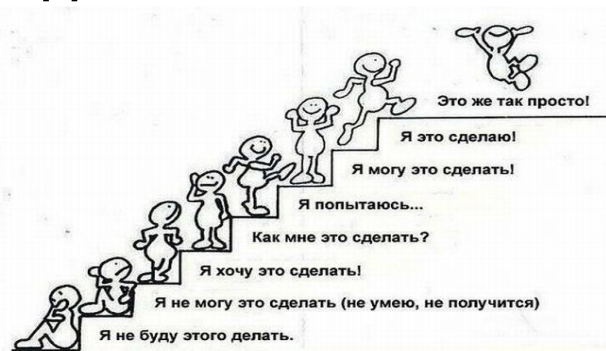 Это же так просто!
Я это сделаю!
Я могу это сделать!
Я попытаюсь...
Как мне это сделать?
Я хочу это сделать!
Я не могу это сделать (не умею, не получится)
Я не буду этого делать.